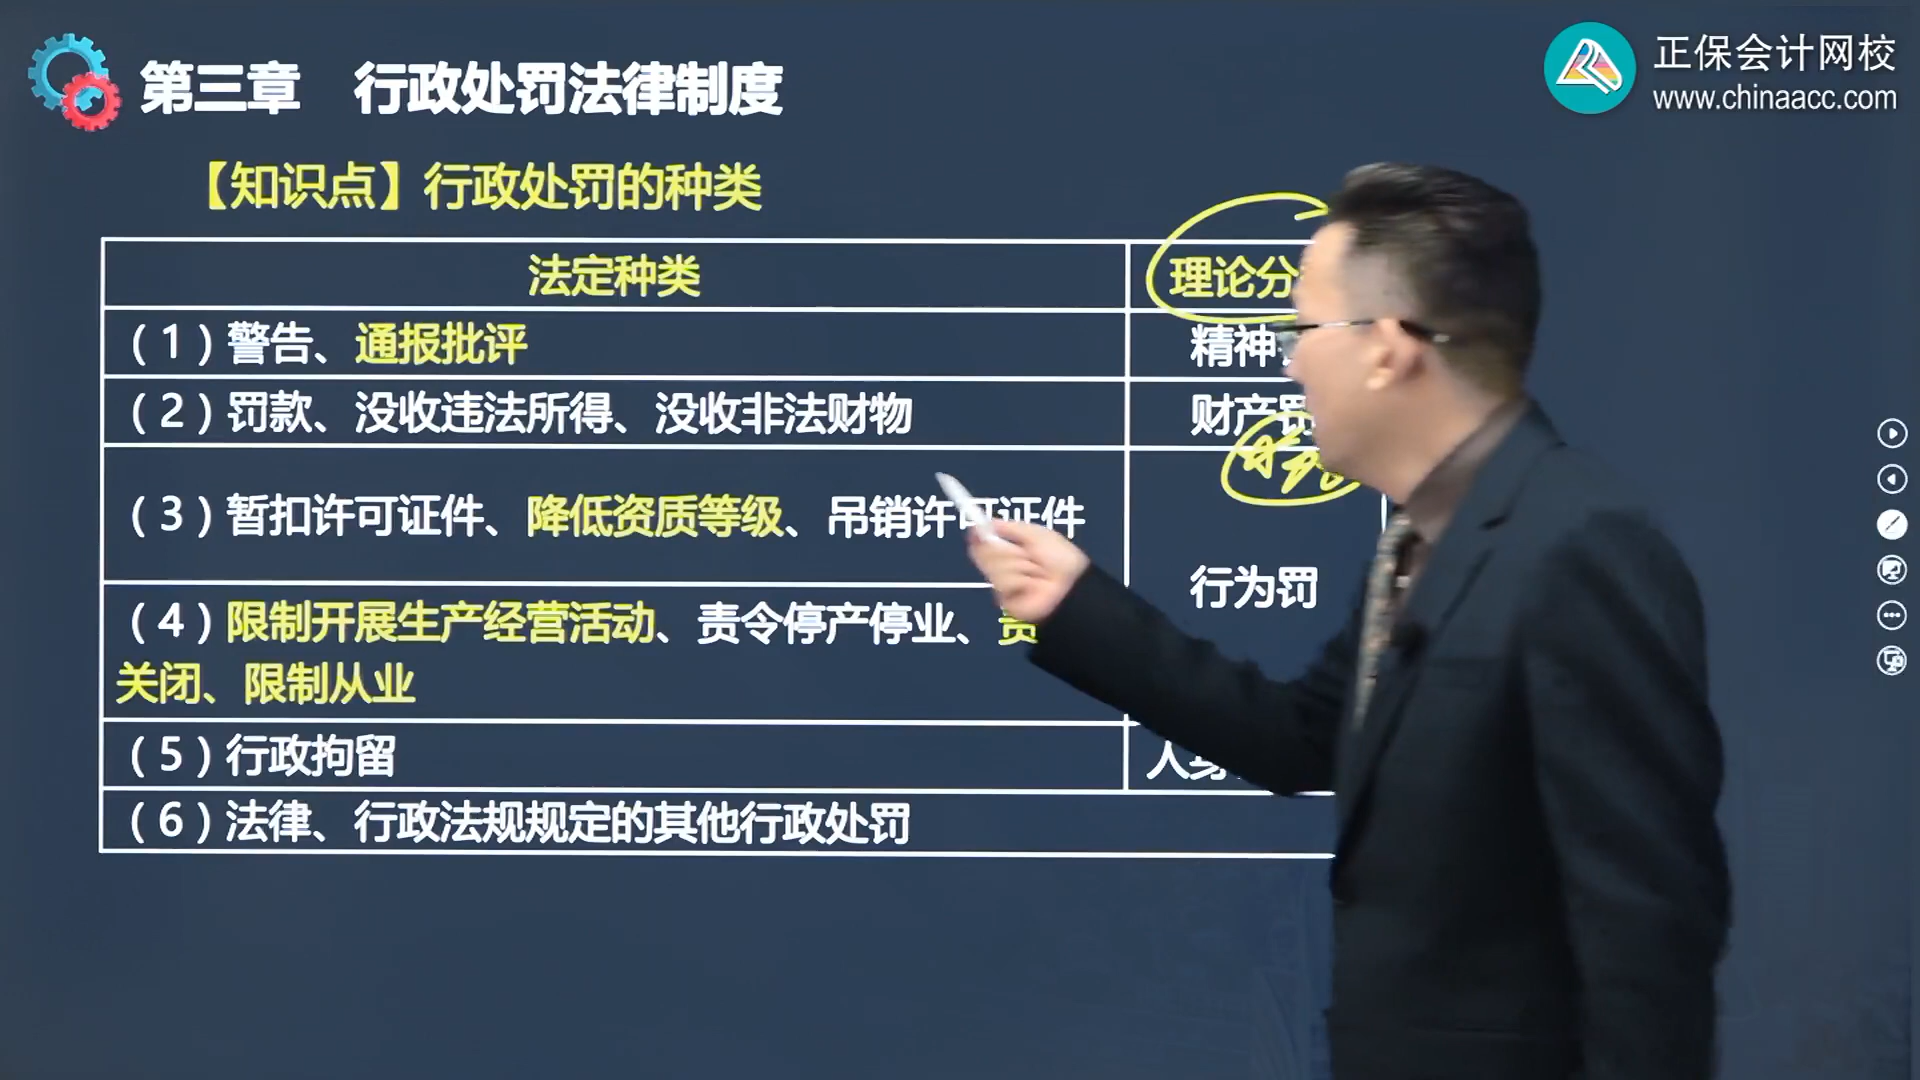 第三章 行政处罚法律制度
正保会计网校
www.chinaacc.com
【知识点】行政处罚的种类
法定种类
理论分
(1)警告、通报批评
精神
(2)罚款、没收违法所得、没收非法财物
财产罚
(3)暂扣许可证件、降低资质等级、吊销许可证件
行为罚
(4)限制开展生产经营活动、责令停产停业、责
关闭、限制从业
(5)行政拘留
人身
(6)法律、行政法规规定的其他行政处罚